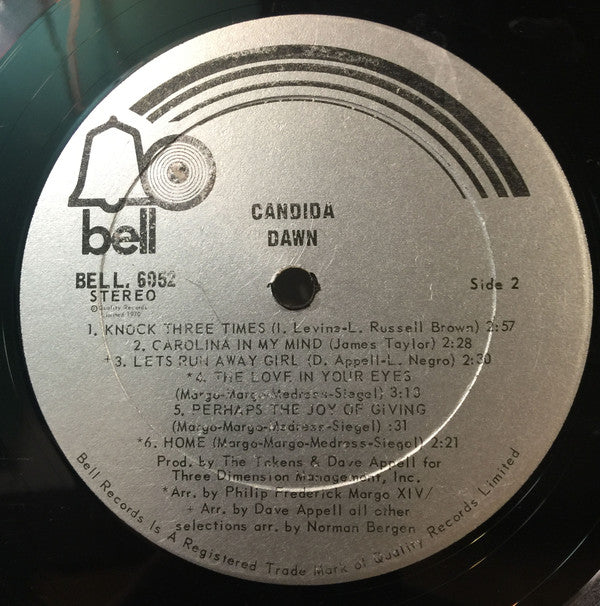 bell
CANDIDA
DAWN
BELL. 6052
STEREO
© Quality Records
Licensed 1970
Side 2
1. KNOCK THREE TIMES (I. Levine-L. Russell Brown) 2:57
2. CAROLINA IN MY MIND (James Taylor) 2:28
+3. LETS RUN AWAY GIRL (D. Appell-L. Negro) 2:30
*4. THE LOVE IN YOUR EYES
(Margo-Margo-Medress-Siegel) 3:10
5. PERHAPS THE JOY OF GIVING
(Margo-Margo-Medress-Siegel) :31
*6. HOME (Margo-Margo-Medress-Siegel) 2:21
Prod. by The Tokens & Dave Appell for
Three Dimension Management, Inc.
*Arr. by Philip Frederick Margo XIV/
+ Arr. by Dave Appell all other
selections arr. by Norman Bergen
Bell Records Is A Registered Trade Mark of Quality Records Limited